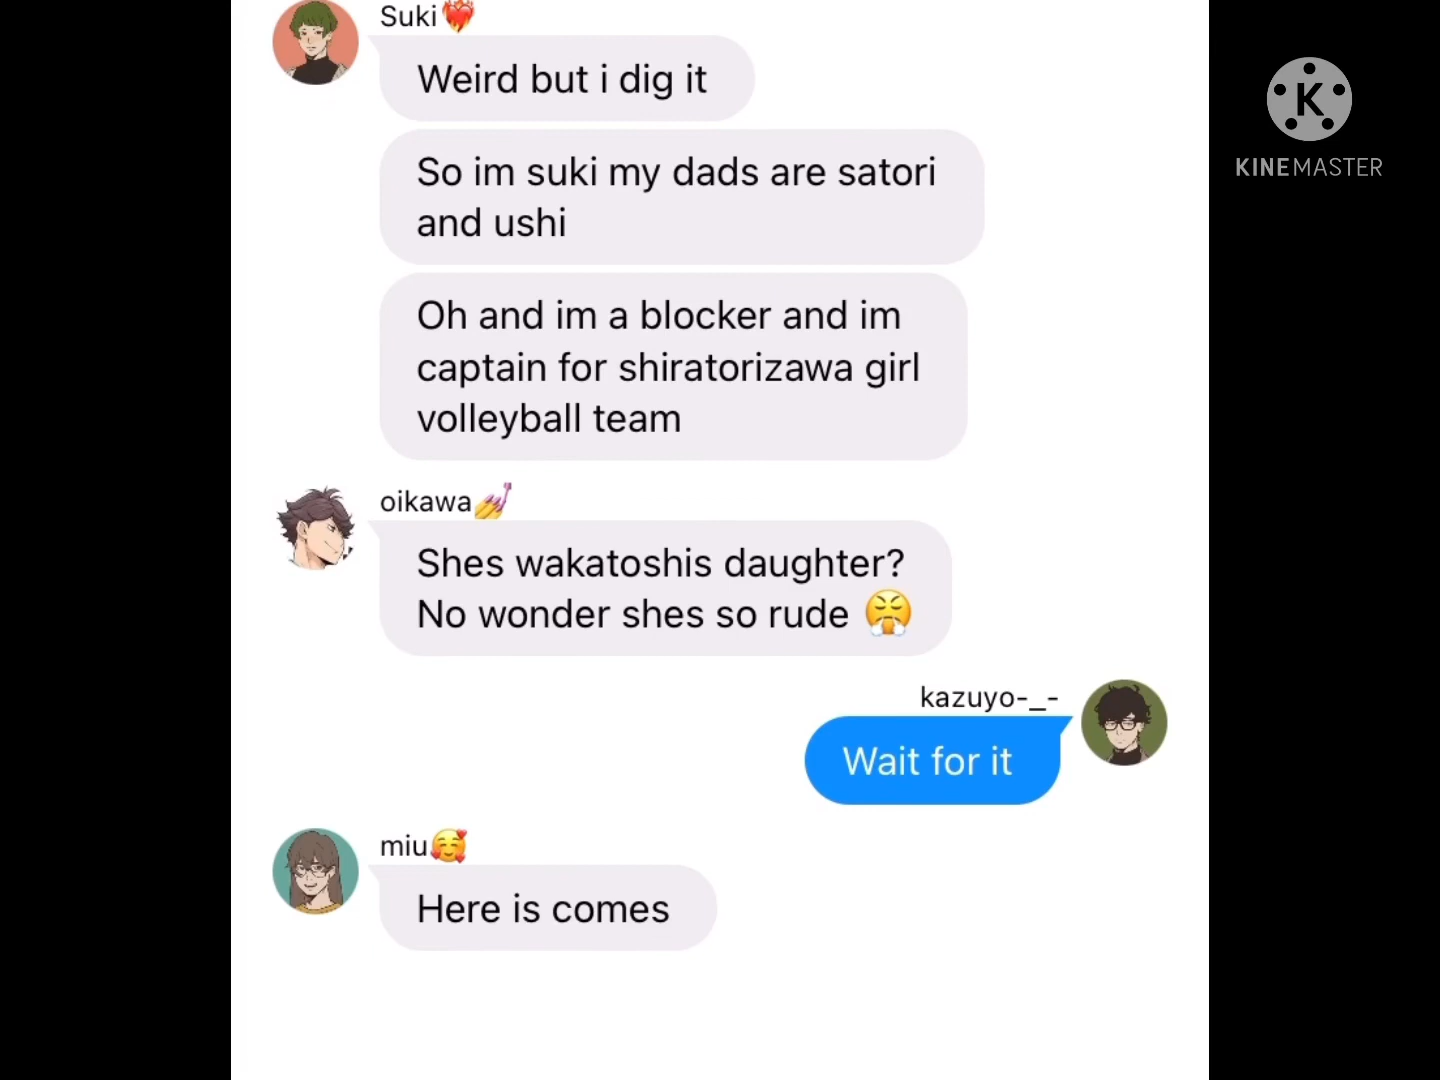 Suki❤️‍🔥
Weird but i dig it
So im suki my dads are satori
and ushi
Oh and im a blocker and im
captain for shiratorizawa girl
volleyball team
oikawa💅
Shes wakatoshis daughter?
No wonder shes so rude 😤
kazuyo-_-
Wait for it
miu🥰
Here is comes
K
KINEMASTER